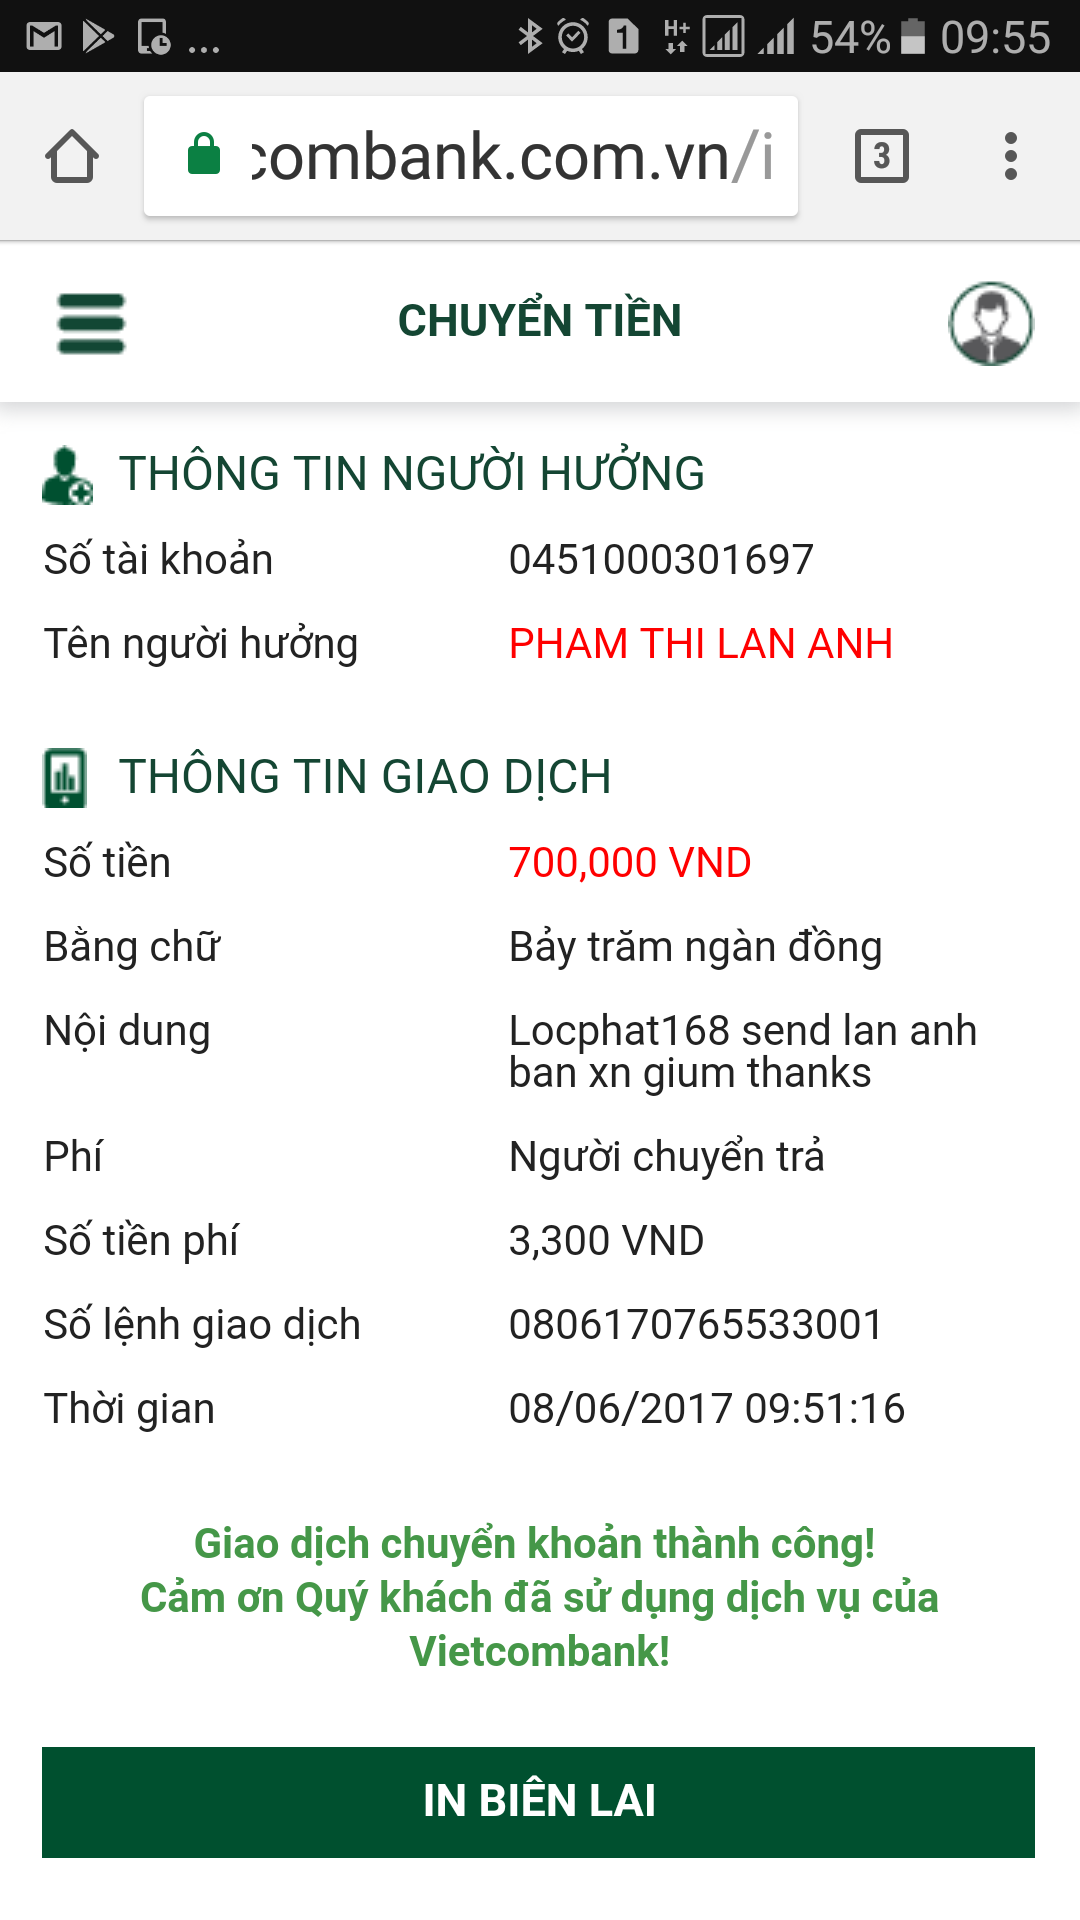 ... 1 H+ 54% 09:55
combank.com.vn/i 3
CHUYỂN TIỀN
THÔNG TIN NGƯỜI HƯỞNG
Số tài khoản 0451000301697
Tên người hưởng PHAM THI LAN ANH
THÔNG TIN GIAO DỊCH
Số tiền 700,000 VND
Bằng chữ Bảy trăm ngàn đồng
Nội dung Locphat168 send lan anh
ban xn gium thanks
Phí Người chuyển trả
Số tiền phí 3,300 VND
Số lệnh giao dịch 0806170765533001
Thời gian 08/06/2017 09:51:16
Giao dịch chuyển khoản thành công!
Cảm ơn Quý khách đã sử dụng dịch vụ của
Vietcombank!
IN BIÊN LAI